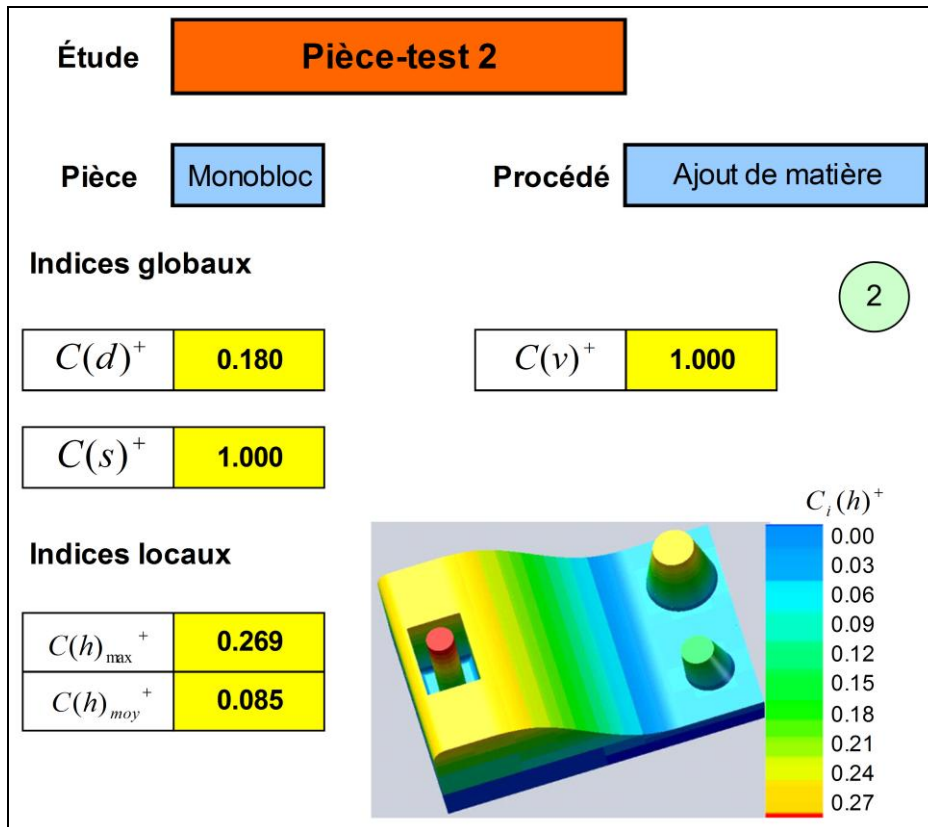 Étude Pièce-test 2
Pièce Monobloc Procédé Ajout de matière
Indices globaux
2
C(d)⁺ 0.180 C(v)⁺ 1.000
C(s)⁺ 1.000
Cᵢ(h)⁺
Indices locaux
C(h)max⁺ 0.269
C(h)moy⁺ 0.085
0.00
0.03
0.06
0.09
0.12
0.15
0.18
0.21
0.24
0.27